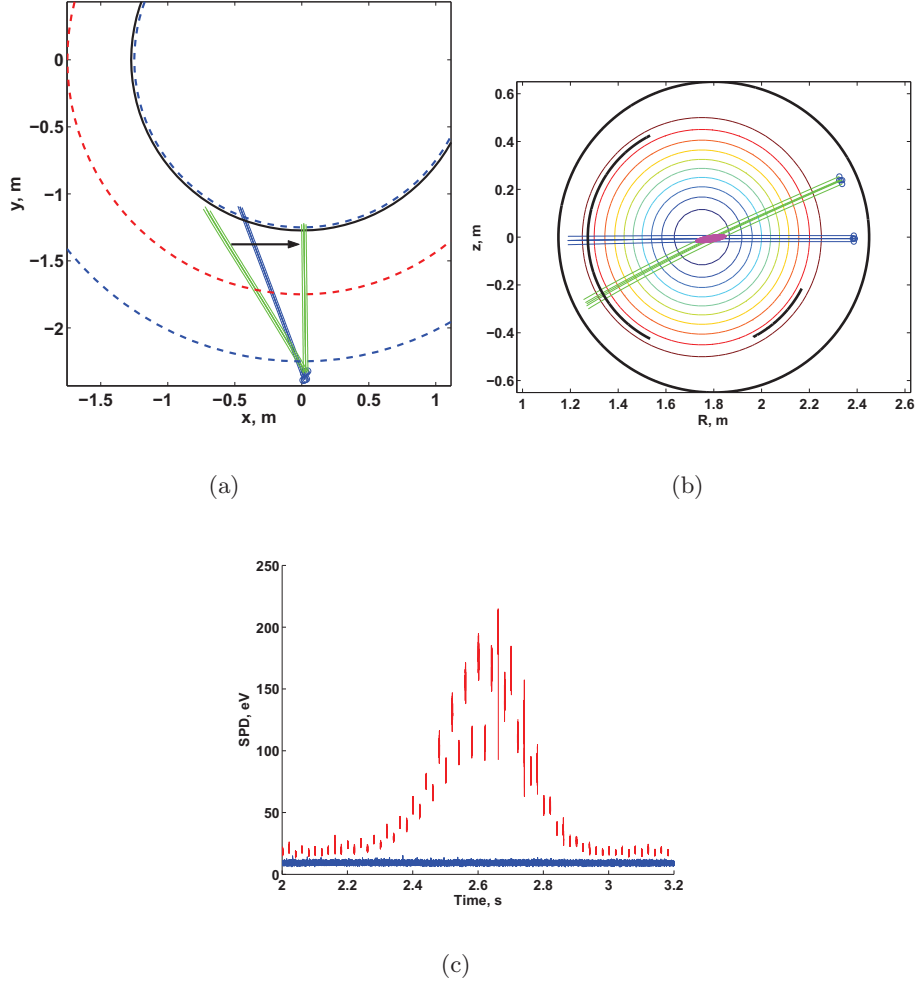 0
−0.5
−1
−1.5
−2
y, m
−1.5 −1 −0.5 0 0.5 1
x, m
(a)
0.6
0.4
0.2
0
−0.2
−0.4
−0.6
z, m
1 1.2 1.4 1.6 1.8 2 2.2 2.4 2.6
R, m
(b)
250
200
150
100
50
0
SPD, eV
2 2.2 2.4 2.6 2.8 3 3.2
Time, s
(c)